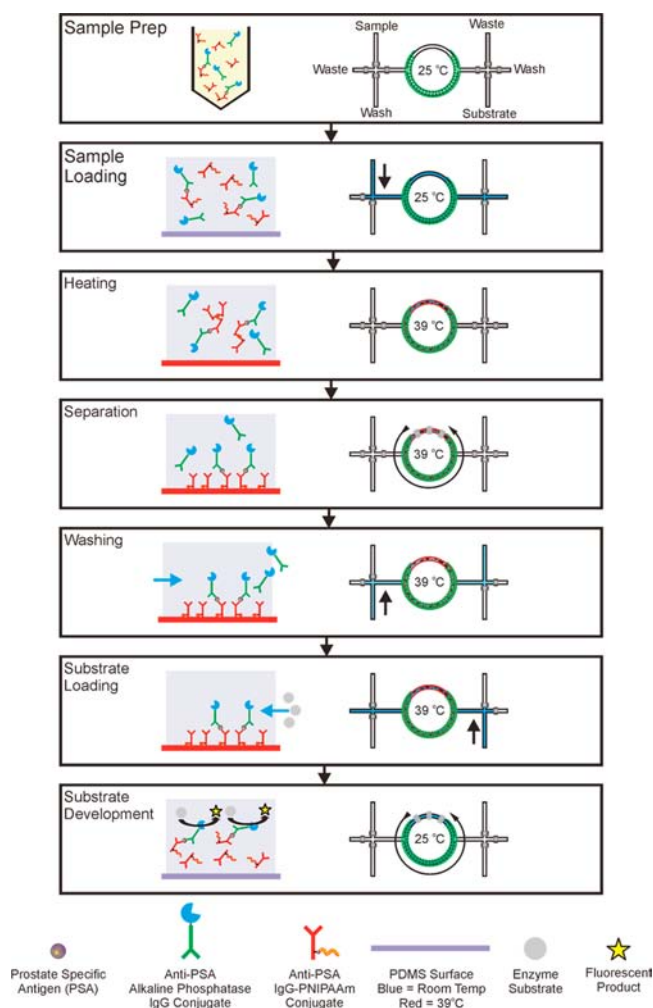 Sample Prep
Sample
Waste
Waste
25 °C
Wash
Wash
Substrate
Sample
Loading
25 °C
Heating
39 °C
Separation
39 °C
Washing
39 °C
Substrate
Loading
39 °C
Substrate
Development
25 °C
Prostate Specific
Antigen (PSA)
Anti-PSA
Alkaline Phosphatase
IgG Conjugate
Anti-PSA
IgG-PNIPAAm
Conjugate
PDMS Surface
Blue = Room Temp
Red = 39°C
Enzyme
Substrate
Fluorescent
Product